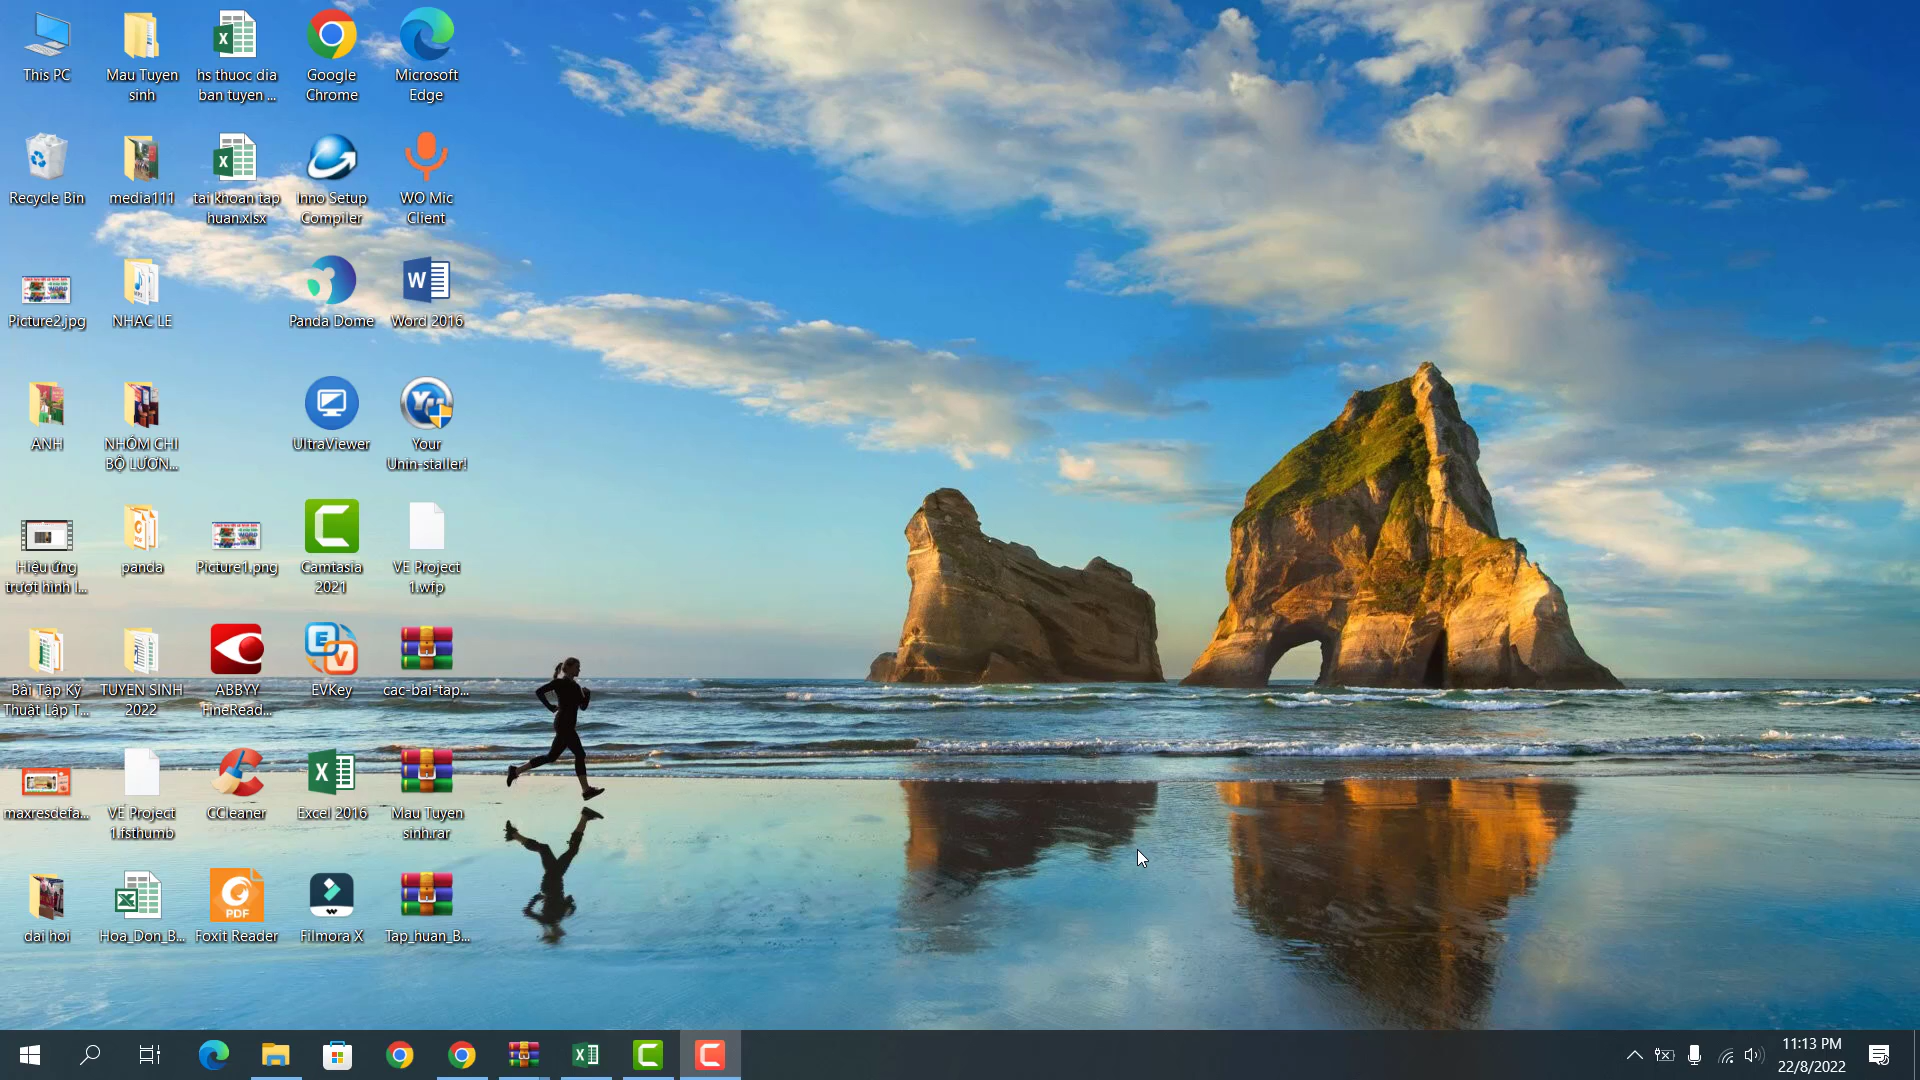 This PC
Mau Tuyen
sinh
hs thuoc dia
ban tuyen ...
Google
Chrome
Microsoft
Edge
Recycle Bin
media111
tai khoan tap
huan.xlsx
Inno Setup
Compiler
WO Mic
Client
Picture2.jpg
NHAC LE
Panda Dome
Word 2016
ANH
NHÓM CHI
BỘ LƯƠN...
UltraViewer
Your
Unin-staller!
Hiệu ứng
trượt hình l...
panda
Picture1.png
Camtasia
2021
VE Project
1.wfp
Bài Tập Kỹ
Thuật Lập T...
TUYEN SINH
2022
ABBYY
FineRead...
EVKey
cac-bai-tap...
maxresdefa...
VE Project
1.fsthumb
CCleaner
Excel 2016
Mau Tuyen
sinh.rar
dai hoi
Hoa_Don_B...
PDF
Foxit Reader
Filmora X
Tap_huan_B...
11:13 PM
22/8/2022